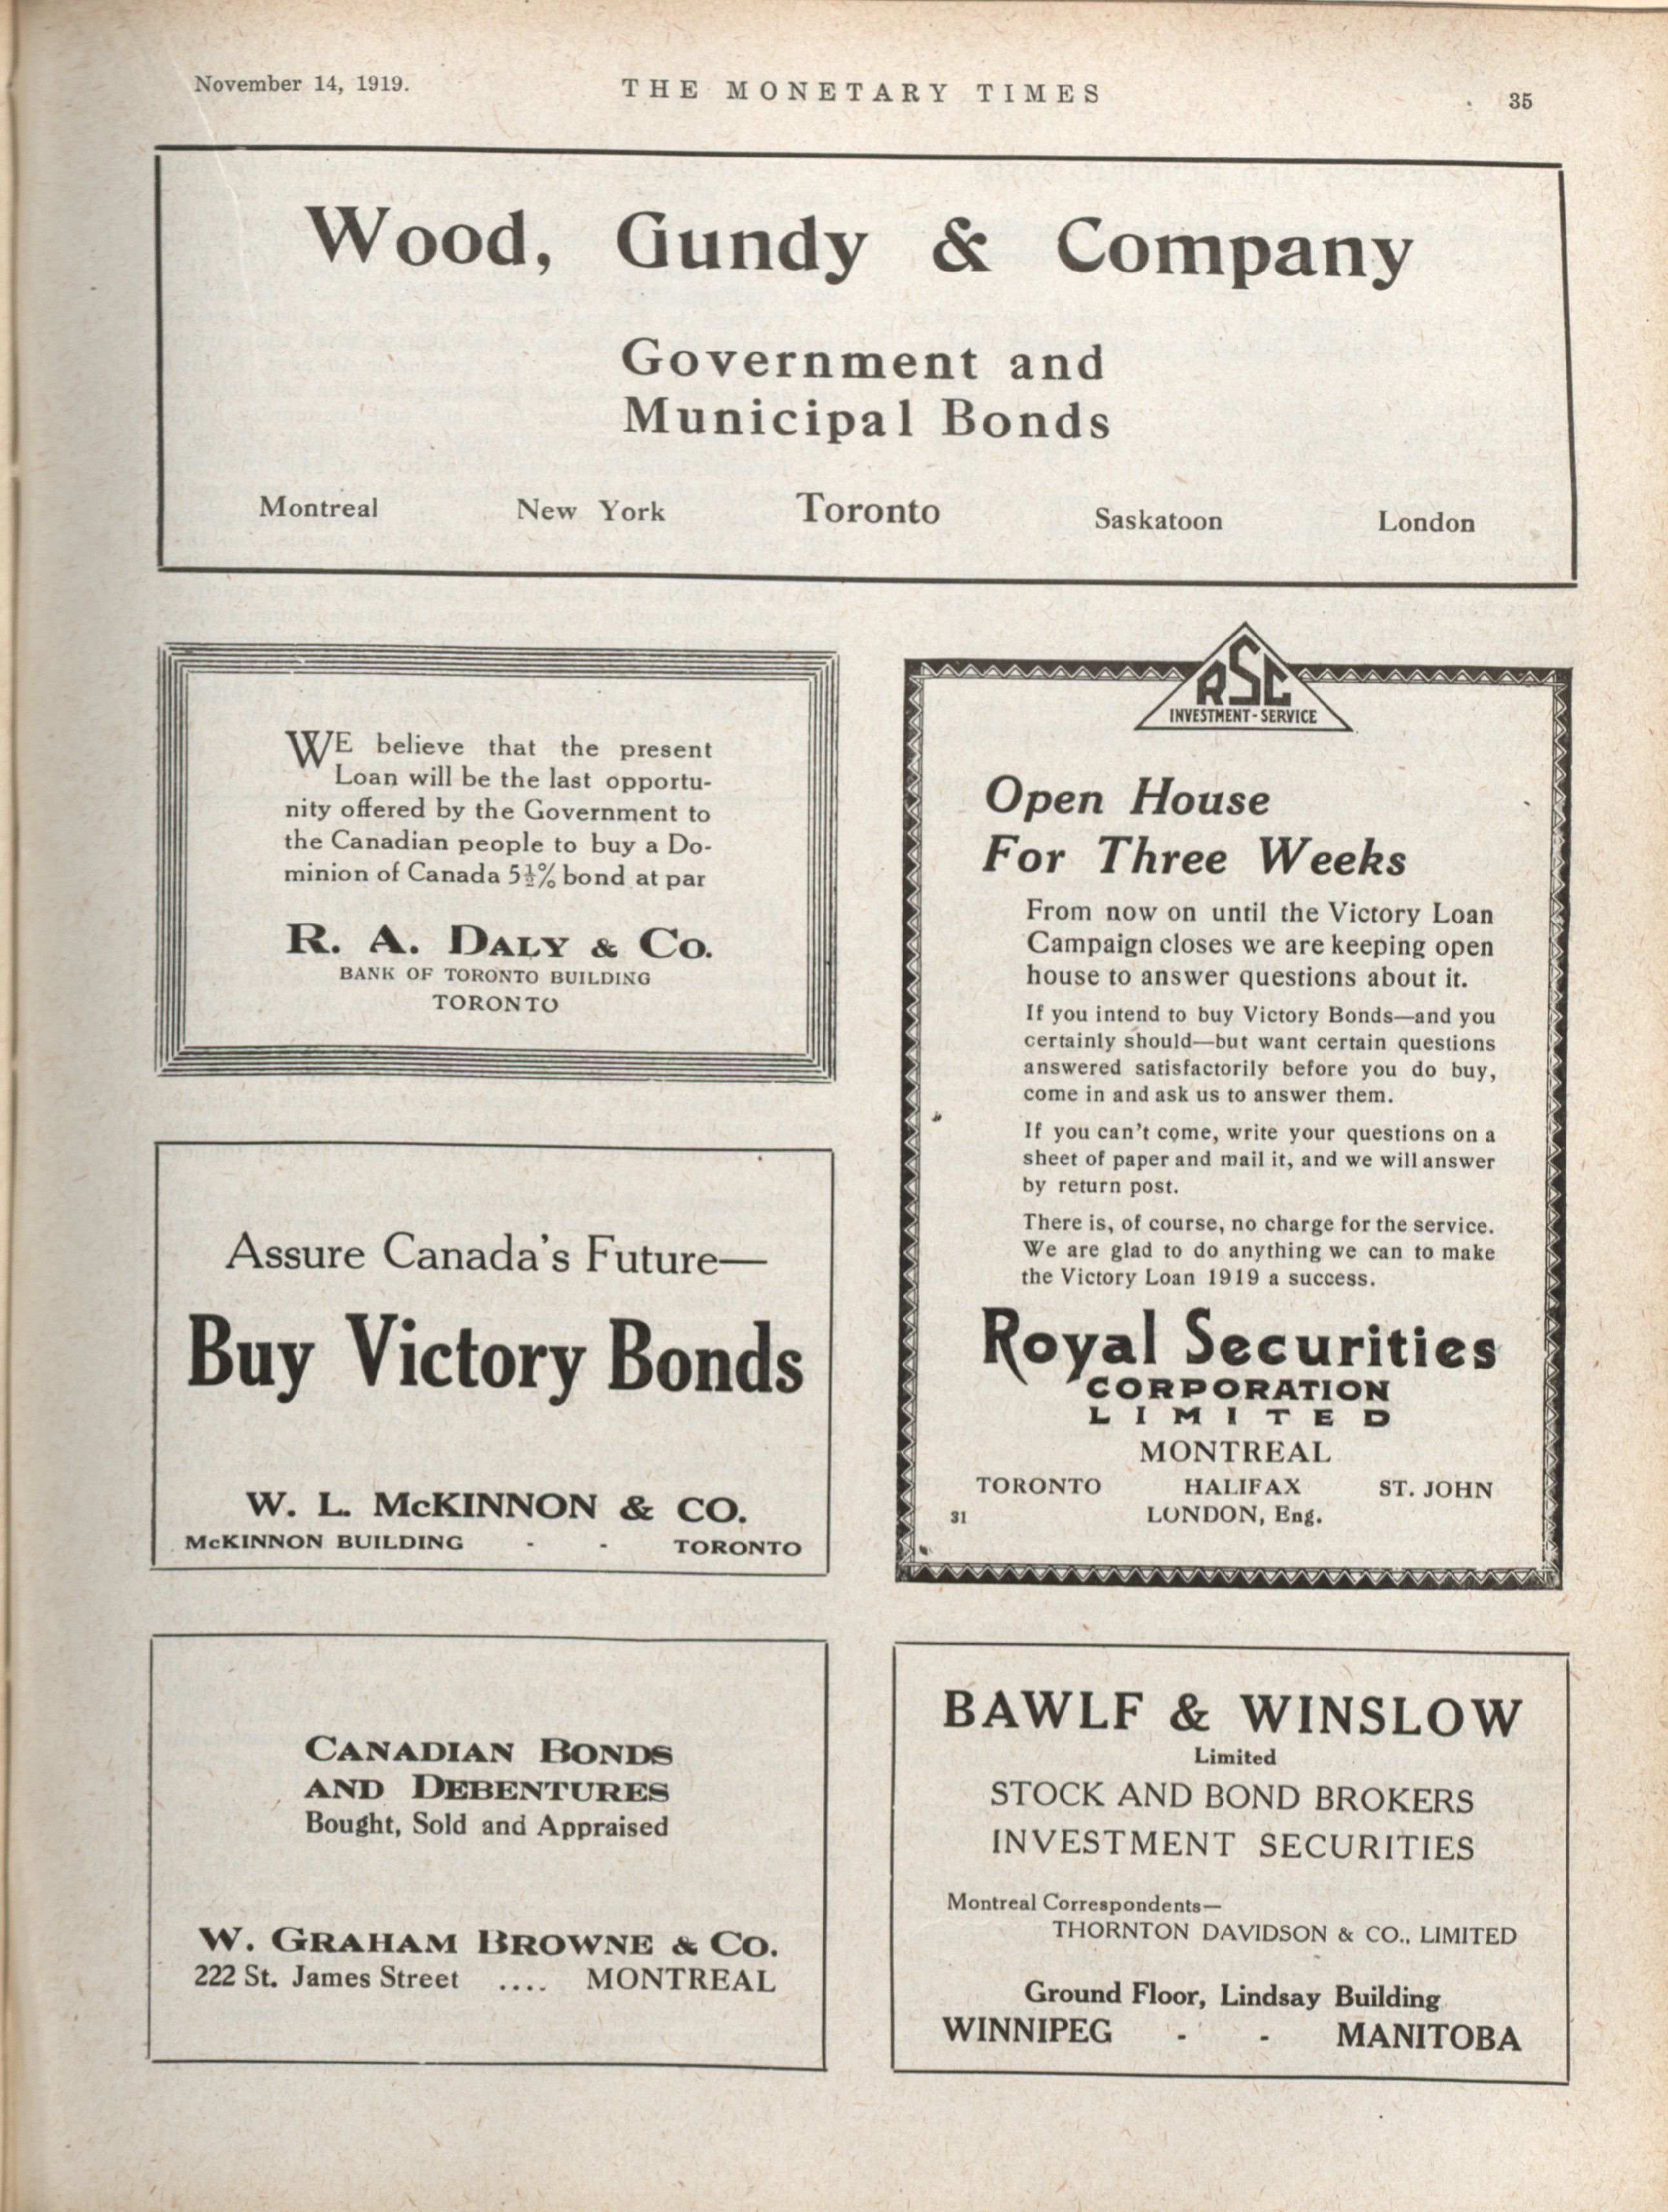 November 14, 1919.
THE MONETARY TIMES
35
Wood, Gundy & Company
Government and
Municipal Bonds
Montreal New York Toronto Saskatoon London
WE believe that the present
Loan will be the last opportu-
nity offered by the Government to
the Canadian people to buy a Do-
minion of Canada 5½% bond at par
R. A. DALY & CO.
BANK OF TORONTO BUILDING
TORONTO
Assure Canada's Future—
Buy Victory Bonds
W. L. McKINNON & CO.
McKINNON BUILDING - - TORONTO
CANADIAN BONDS
AND DEBENTURES
Bought, Sold and Appraised
W. GRAHAM BROWNE & CO.
222 St. James Street .... MONTREAL
RSC
INVESTMENT-SERVICE
Open House
For Three Weeks
From now on until the Victory Loan
Campaign closes we are keeping open
house to answer questions about it.
If you intend to buy Victory Bonds—and you
certainly should—but want certain questions
answered satisfactorily before you do buy,
come in and ask us to answer them.
If you can't come, write your questions on a
sheet of paper and mail it, and we will answer
by return post.
There is, of course, no charge for the service.
We are glad to do anything we can to make
the Victory Loan 1919 a success.
Royal Securities
CORPORATION
LIMITED
MONTREAL
TORONTO HALIFAX ST. JOHN
31 LONDON, Eng.
BAWLF & WINSLOW
Limited
STOCK AND BOND BROKERS
INVESTMENT SECURITIES
Montreal Correspondents—
THORNTON DAVIDSON & CO., LIMITED
Ground Floor, Lindsay Building
WINNIPEG - - MANITOBA